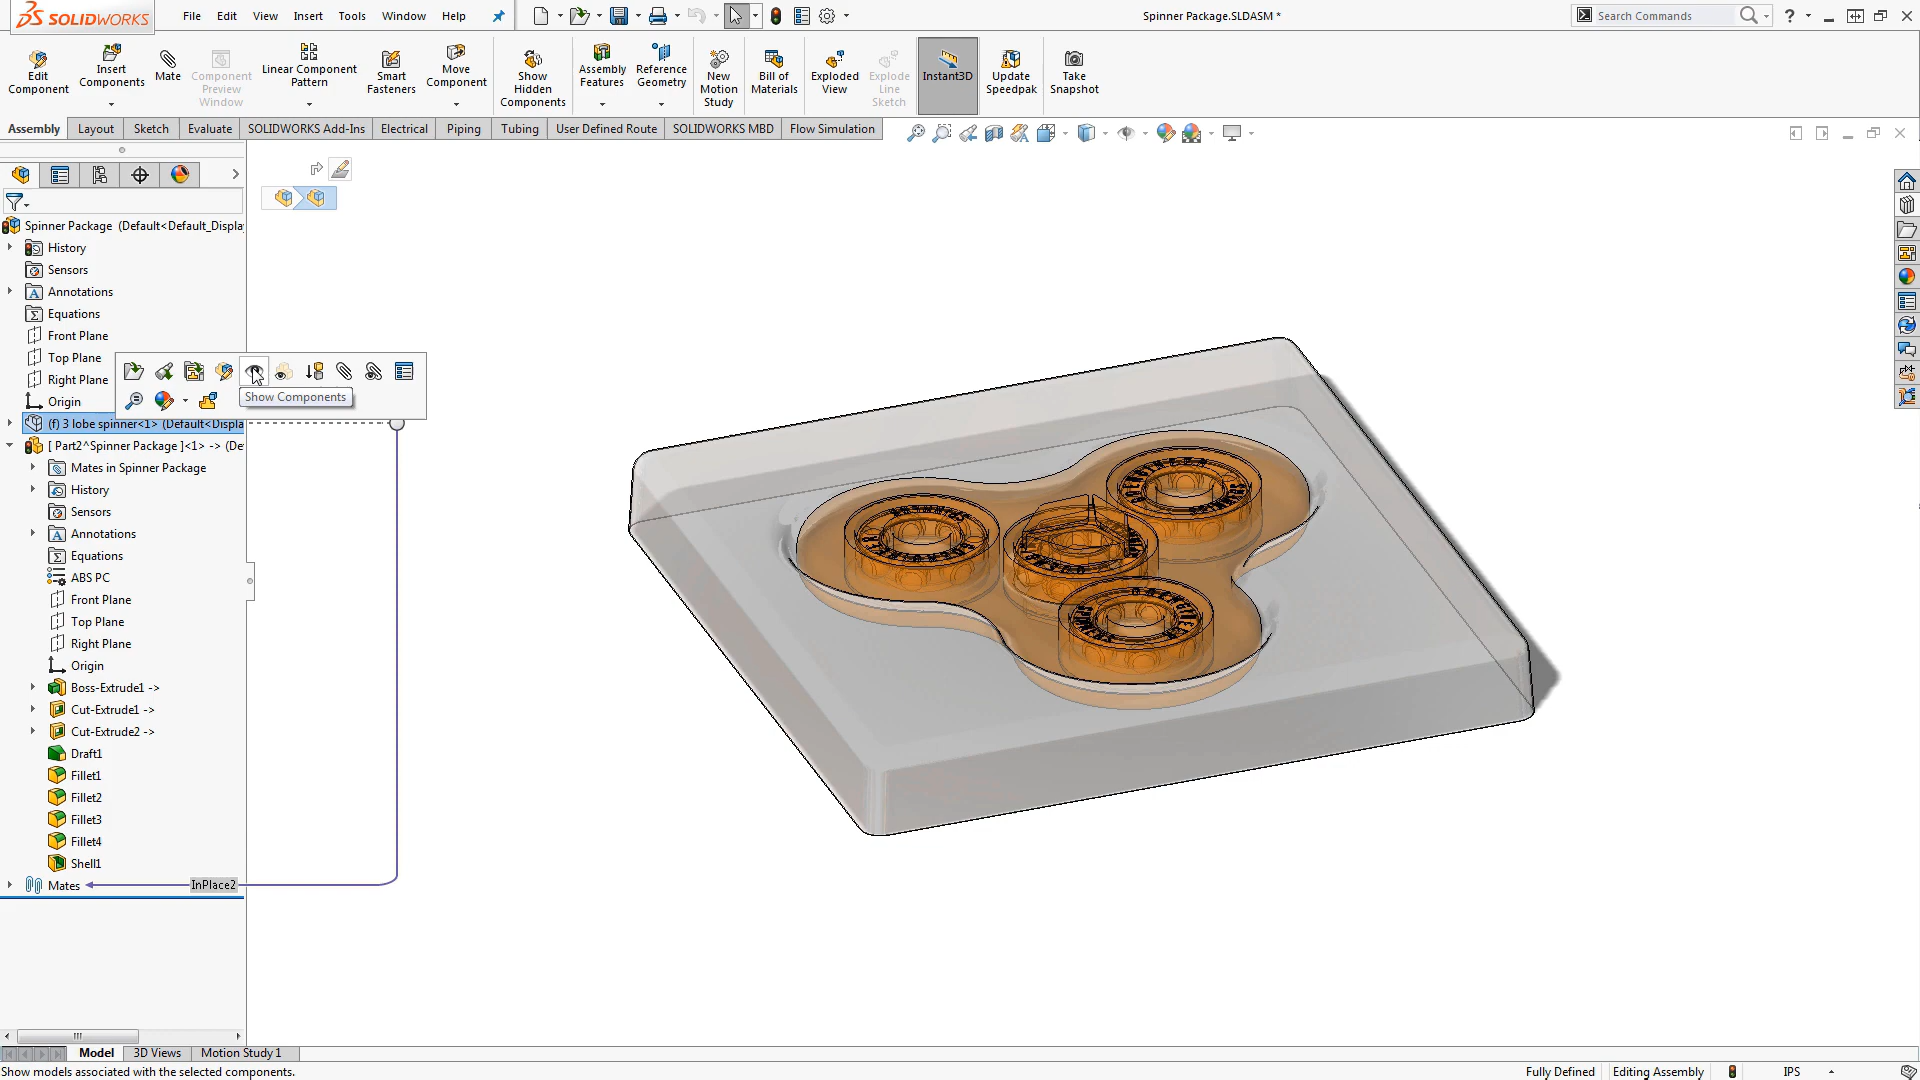 SOLIDWORKS
File Edit View Insert Tools Window Help
Spinner Package.SLDASM *
Search Commands
?
Edit Component
Insert Components
Mate
Component Preview Window
Linear Component Pattern
Smart Fasteners
Move Component
Show Hidden Components
Assembly Features
Reference Geometry
New Motion Study
Bill of Materials
Exploded View
Explode Line Sketch
Instant3D
Update Speedpak
Take Snapshot
Assembly Layout Sketch Evaluate SOLIDWORKS Add-Ins Electrical Piping Tubing User Defined Route SOLIDWORKS MBD Flow Simulation
Spinner Package (Default<Default_Displa
History
Sensors
Annotations
Equations
Front Plane
Top Plane
Right Plane
Show Components
Origin
(f) 3 lobe spinner<1> (Default<Displa
[ Part2^Spinner Package ]<1> -> (De
Mates in Spinner Package
History
Sensors
Annotations
Equations
ABS PC
Front Plane
Top Plane
Right Plane
Origin
Boss-Extrude1 ->
Cut-Extrude1 ->
Cut-Extrude2 ->
Draft1
Fillet1
Fillet2
Fillet3
Fillet4
Shell1
Mates
InPlace2
Model 3D Views Motion Study 1
Show models associated with the selected components.
Fully Defined Editing Assembly IPS